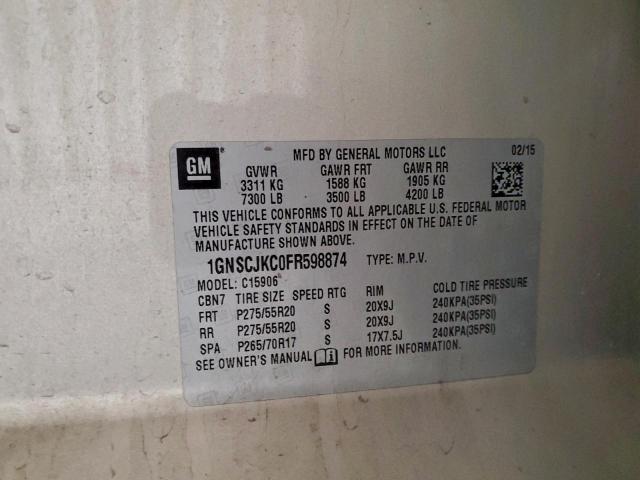 GM
MFD BY GENERAL MOTORS LLC 02/15
GVWR GAWR FRT GAWR RR
3311 KG 1588 KG 1905 KG
7300 LB 3500 LB 4200 LB
THIS VEHICLE CONFORMS TO ALL APPLICABLE U.S. FEDERAL MOTOR
VEHICLE SAFETY STANDARDS IN EFFECT ON THE DATE OF
MANUFACTURE SHOWN ABOVE.
1GNSCJKC0FR598874 TYPE: M.P.V.
MODEL: C15906
CBN7 TIRE SIZE SPEED RTG RIM COLD TIRE PRESSURE
FRT P275/55R20 S 20X9J 240KPA(35PSI)
RR P275/55R20 S 20X9J 240KPA(35PSI)
SPA P265/70R17 S 17X7.5J 240KPA(35PSI)
SEE OWNER'S MANUAL FOR MORE INFORMATION.